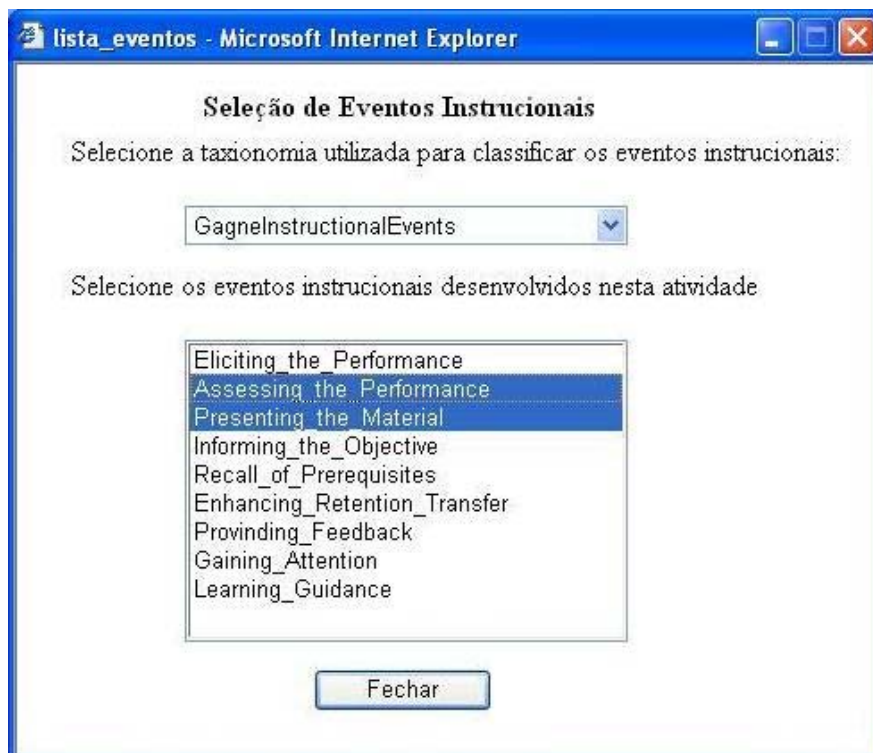 lista_eventos - Microsoft Internet Explorer
Seleção de Eventos Instrucionais
Selecione a taxionomia utilizada para classificar os eventos instrucionais:
GagneInstructionalEvents
Selecione os eventos instrucionais desenvolvidos nesta atividade
Eliciting_the_Performance
Assessing_the_Performance
Presenting_the_Material
Informing_the_Objective
Recall_of_Prerequisites
Enhancing_Retention_Transfer
Provinding_Feedback
Gaining_Attention
Learning_Guidance
Fechar